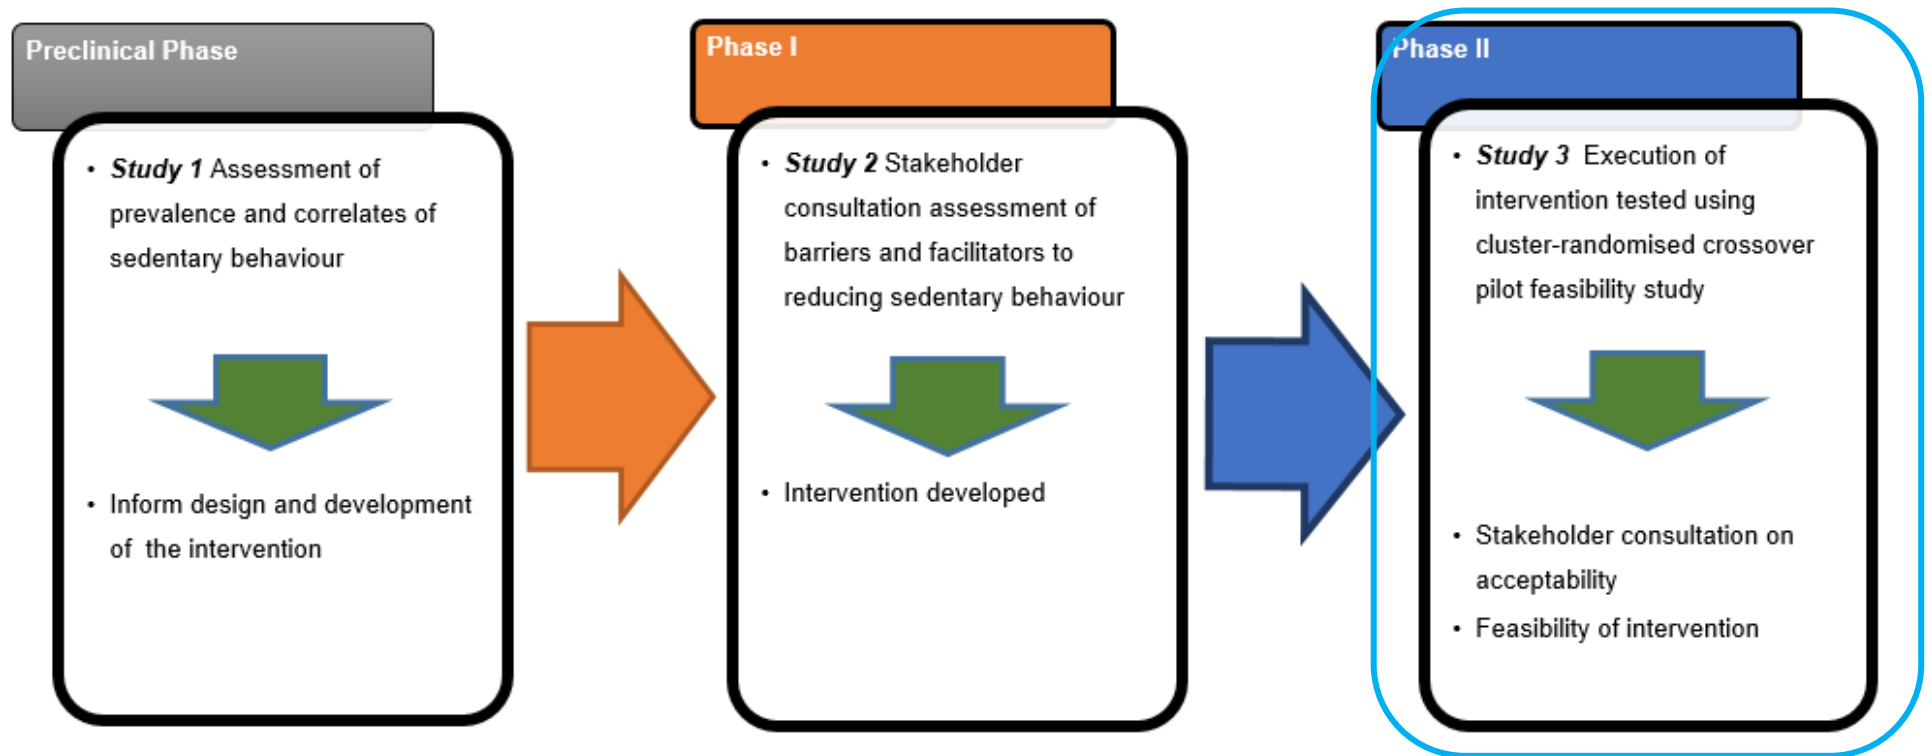 Preclinical Phase
• Study 1 Assessment of
prevalence and correlates of
sedentary behaviour
• Inform design and development
of the intervention
Phase I
• Study 2 Stakeholder
consultation assessment of
barriers and facilitators to
reducing sedentary behaviour
• Intervention developed
Phase II
• Study 3 Execution of
intervention tested using
cluster-randomised crossover
pilot feasibility study
• Stakeholder consultation on
acceptability
• Feasibility of intervention